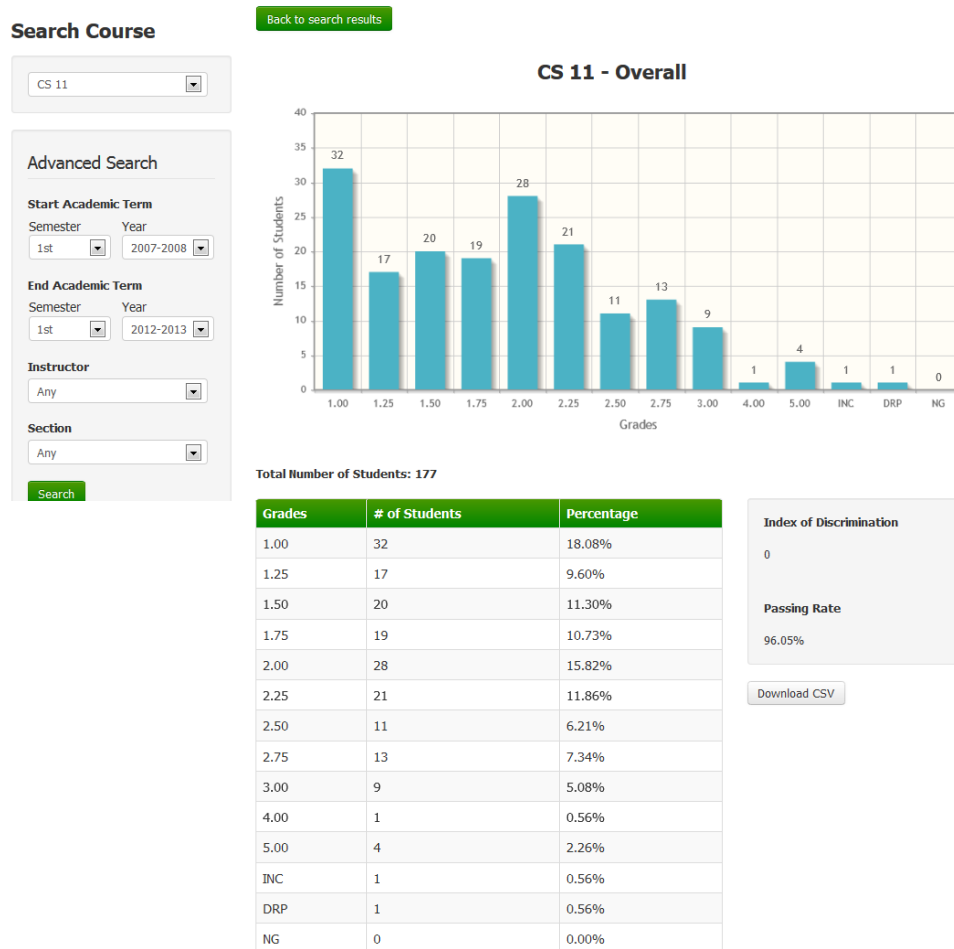 Search Course
CS 11
Advanced Search
Start Academic Term
Semester Year
1st 2007-2008
End Academic Term
Semester Year
1st 2012-2013
Instructor
Any
Section
Any
Search
Back to search results
CS 11 - Overall
Number of Students
40
35
30
25
20
15
10
5
0
32 17 20 19 28 21 11 13 9 1 4 1 1 0
1.00 1.25 1.50 1.75 2.00 2.25 2.50 2.75 3.00 4.00 5.00 INC DRP NG
Grades
Total Number of Students: 177
Grades # of Students Percentage
1.00 32 18.08%
1.25 17 9.60%
1.50 20 11.30%
1.75 19 10.73%
2.00 28 15.82%
2.25 21 11.86%
2.50 11 6.21%
2.75 13 7.34%
3.00 9 5.08%
4.00 1 0.56%
5.00 4 2.26%
INC 1 0.56%
DRP 1 0.56%
NG 0 0.00%
Index of Discrimination
0
Passing Rate
96.05%
Download CSV